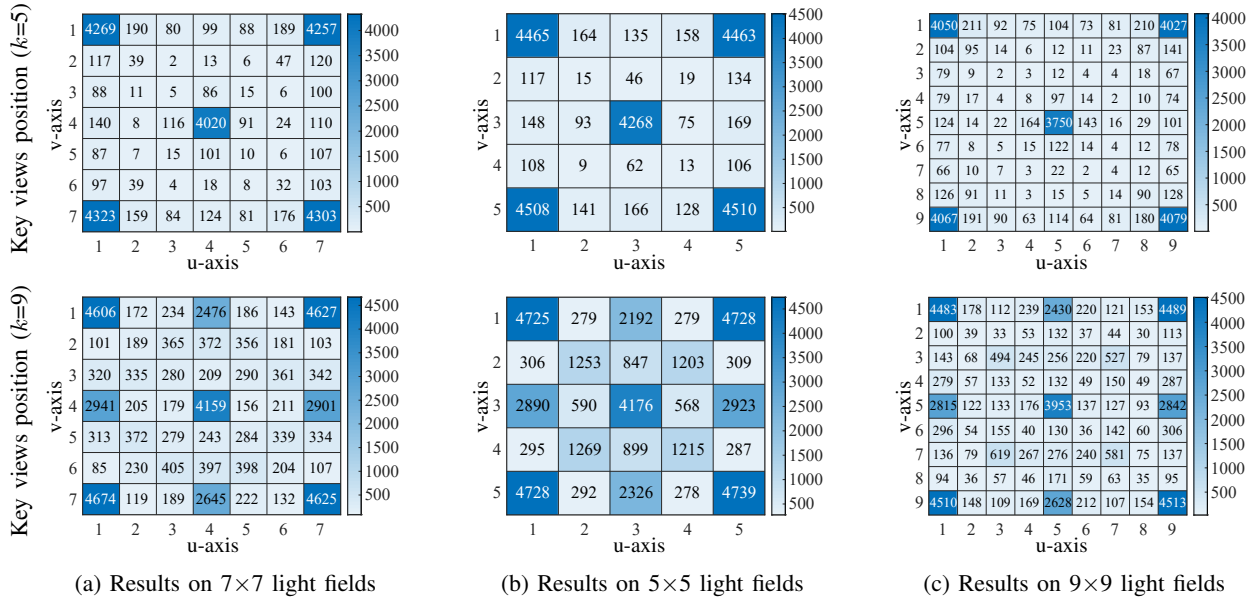 Key views position (k=5)
v-axis
1 4269 190 80 99 88 189 4257
2 117 39 2 13 6 47 120
3 88 11 5 86 15 6 100
4 140 8 116 4020 91 24 110
5 87 7 15 101 10 6 107
6 97 39 4 18 8 32 103
7 4323 159 84 124 81 176 4303
1 2 3 4 5 6 7
u-axis
4000
3500
3000
2500
2000
1500
1000
500
v-axis
1 4465 164 135 158 4463
2 117 15 46 19 134
3 148 93 4268 75 169
4 108 9 62 13 106
5 4508 141 166 128 4510
1 2 3 4 5
u-axis
4500
4000
3500
3000
2500
2000
1500
1000
500
v-axis
1 4050 211 92 75 104 73 81 210 4027
2 104 95 14 6 12 11 23 87 141
3 79 9 2 3 12 4 4 18 67
4 79 17 4 8 97 14 2 10 74
5 124 14 22 164 3750 143 16 29 101
6 77 8 5 15 122 14 4 12 78
7 66 10 7 3 22 2 4 12 65
8 126 91 11 3 15 5 14 90 128
9 4067 191 90 63 114 64 81 180 4079
1 2 3 4 5 6 7 8 9
u-axis
4000
3500
3000
2500
2000
1500
1000
500
Key views position (k=9)
v-axis
1 4606 172 234 2476 186 143 4627
2 101 189 365 372 356 181 103
3 320 335 280 209 290 361 342
4 2941 205 179 4159 156 211 2901
5 313 372 279 243 284 339 334
6 85 230 405 397 398 204 107
7 4674 119 189 2645 222 132 4625
1 2 3 4 5 6 7
u-axis
4500
4000
3500
3000
2500
2000
1500
1000
500
v-axis
1 4725 279 2192 279 4728
2 306 1253 847 1203 309
3 2890 590 4176 568 2923
4 295 1269 899 1215 287
5 4728 292 2326 278 4739
1 2 3 4 5
u-axis
4500
4000
3500
3000
2500
2000
1500
1000
500
v-axis
1 4483 178 112 239 2430 220 121 153 4489
2 100 39 33 53 132 37 44 30 113
3 143 68 494 245 256 220 527 79 137
4 279 57 133 52 132 49 150 49 287
5 2815 122 133 176 3953 137 127 93 2842
6 296 54 155 40 130 36 142 60 306
7 136 79 619 267 276 240 581 75 137
8 94 36 57 46 171 59 63 35 95
9 4510 148 109 169 2628 212 107 154 4513
1 2 3 4 5 6 7 8 9
u-axis
4500
4000
3500
3000
2500
2000
1500
1000
500
(a) Results on 7×7 light fields
(b) Results on 5×5 light fields
(c) Results on 9×9 light fields